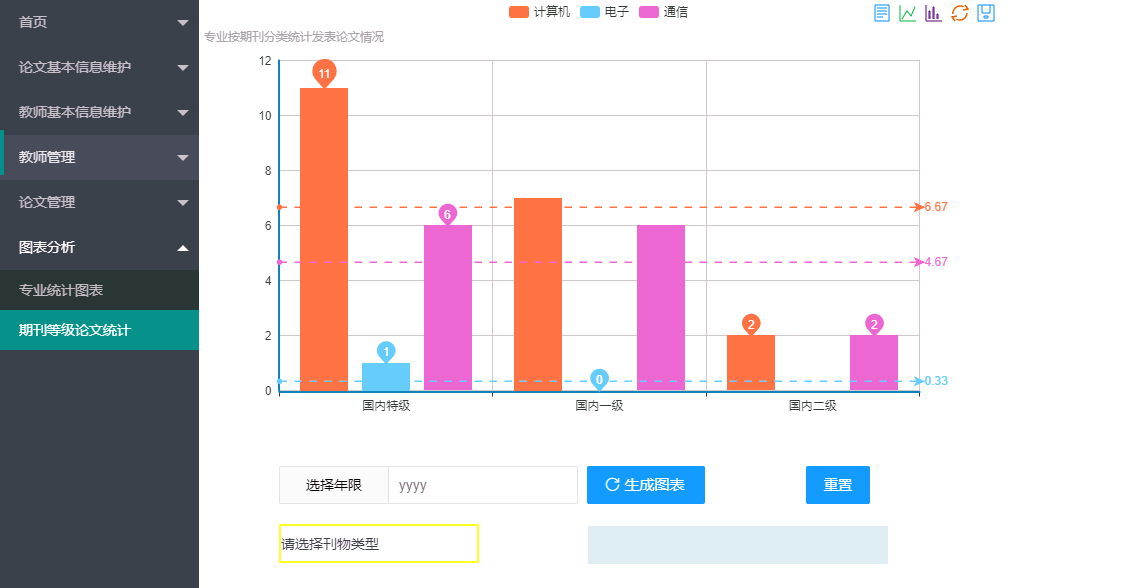 首页
论文基本信息维护
教师基本信息维护
教师管理
论文管理
图表分析
专业统计图表
期刊等级论文统计
计算机 电子 通信
专业按期刊分类统计发表论文情况
12
10
8
6
4
2
0
11
1
6
0
2
2
6.67
4.67
0.33
国内特级 国内一级 国内二级
选择年限 yyyy 生成图表 重置
请选择刊物类型